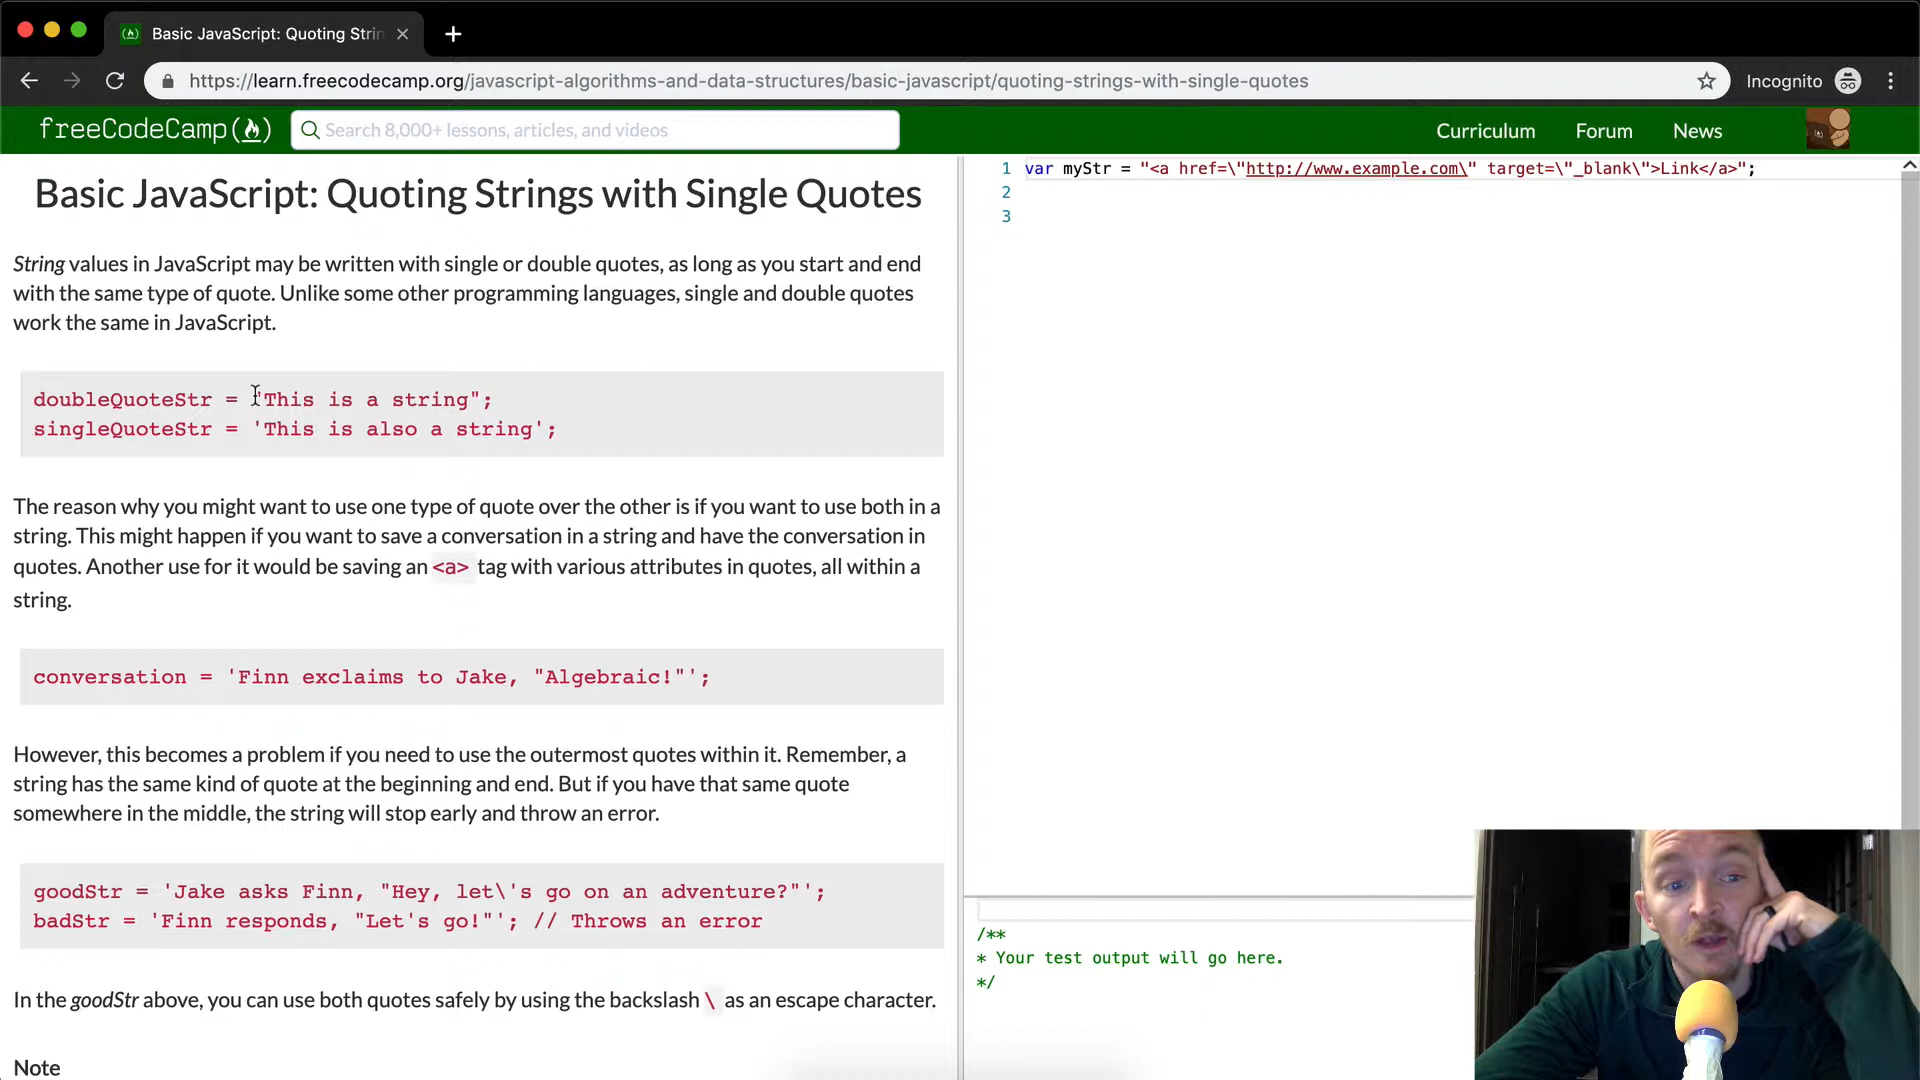 Basic JavaScript: Quoting Strin
https://learn.freecodecamp.org/javascript-algorithms-and-data-structures/basic-javascript/quoting-strings-with-single-quotes
Incognito
freeCodeCamp
Search 8,000+ lessons, articles, and videos
Curriculum
Forum
News
Basic JavaScript: Quoting Strings with Single Quotes
String values in JavaScript may be written with single or double quotes, as long as you start and end
with the same type of quote. Unlike some other programming languages, single and double quotes
work the same in JavaScript.
doubleQuoteStr = "This is a string";
singleQuoteStr = 'This is also a string';
The reason why you might want to use one type of quote over the other is if you want to use both in a
string. This might happen if you want to save a conversation in a string and have the conversation in
quotes. Another use for it would be saving an <a> tag with various attributes in quotes, all within a
string.
conversation = 'Finn exclaims to Jake, "Algebraic!"';
However, this becomes a problem if you need to use the outermost quotes within it. Remember, a
string has the same kind of quote at the beginning and end. But if you have that same quote
somewhere in the middle, the string will stop early and throw an error.
goodStr = 'Jake asks Finn, "Hey, let\'s go on an adventure?"';
badStr = 'Finn responds, "Let's go!"'; // Throws an error
In the goodStr above, you can use both quotes safely by using the backslash \ as an escape character.
Note
1 var myStr = "<a href=\"http://www.example.com\" target=\"_blank\">Link</a>";
2
3
/**
* Your test output will go here.
*/